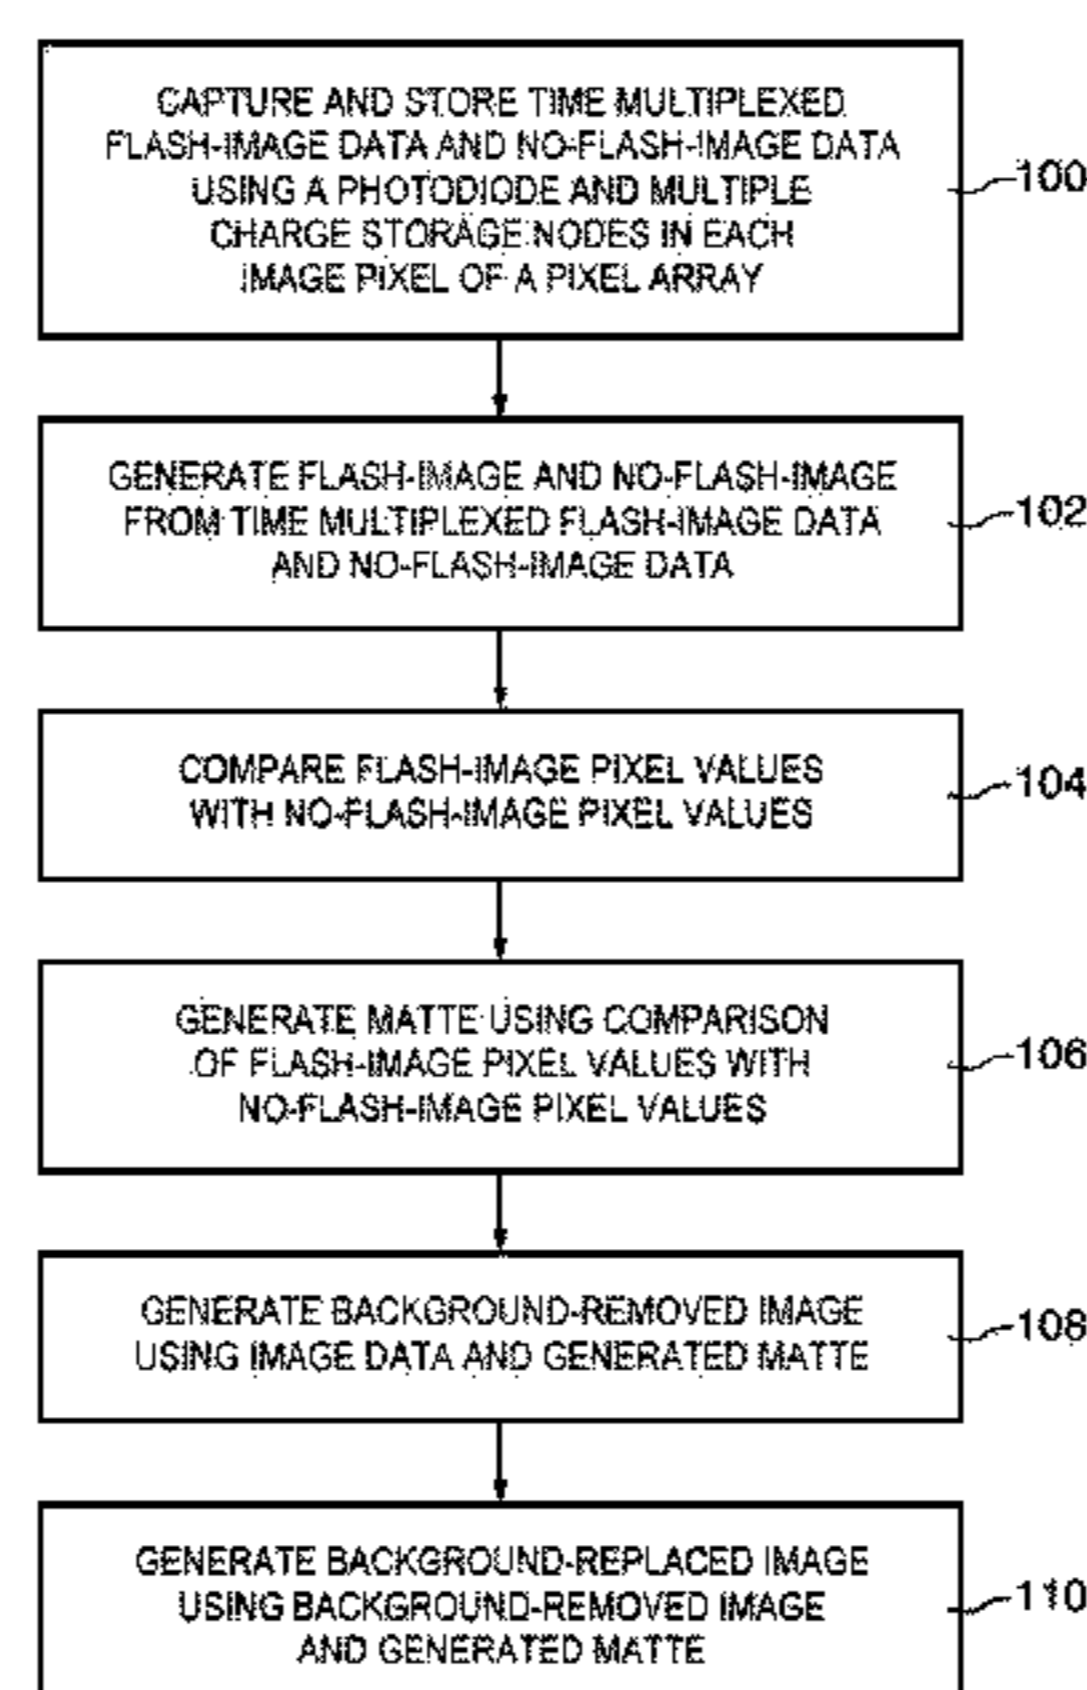 CAPTURE AND STORE TIME MULTIPLEXED
FLASH-IMAGE DATA AND NO-FLASH-IMAGE DATA
USING A PHOTODIODE AND MULTIPLE
CHARGE STORAGE NODES IN EACH
IMAGE PIXEL OF A PIXEL ARRAY
100
GENERATE FLASH-IMAGE AND NO-FLASH-IMAGE
FROM TIME MULTIPLEXED FLASH-IMAGE DATA
AND NO-FLASH-IMAGE DATA
102
COMPARE FLASH-IMAGE PIXEL VALUES
WITH NO-FLASH-IMAGE PIXEL VALUES
104
GENERATE MATTE USING COMPARISON
OF FLASH-IMAGE PIXEL VALUES WITH
NO-FLASH-IMAGE PIXEL VALUES
106
GENERATE BACKGROUND-REMOVED IMAGE
USING IMAGE DATA AND GENERATED MATTE
108
GENERATE BACKGROUND-REPLACED IMAGE
USING BACKGROUND-REMOVED IMAGE
AND GENERATED MATTE
110